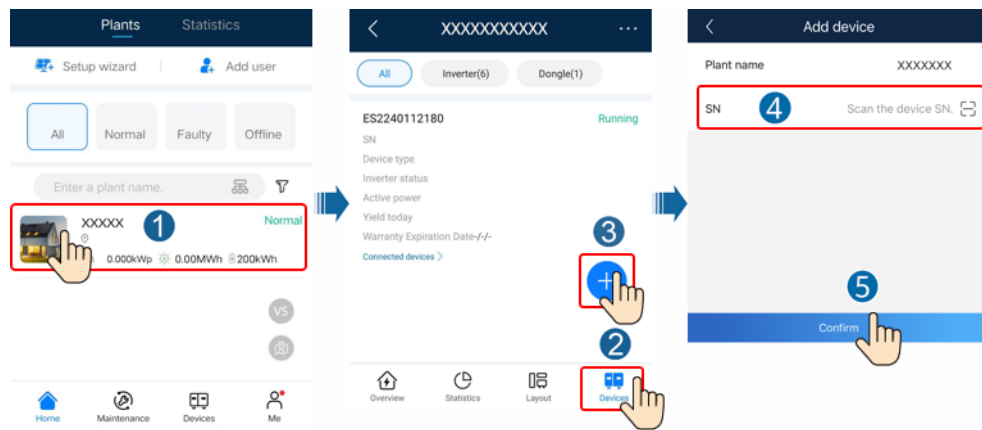 Plants Statistics
Setup wizard Add user
All Normal Faulty Offline
Enter a plant name.
XXXXX 1 Normal
0.000kWp 0.00MWh 200kWh
VS
Home Maintenance Devices Me
XXXXXXXXXXX ...
All Inverter(6) Dongle(1)
ES2240112180 Running
SN
Device type
Inverter status
Active power
Yield today
Warranty Expiration Date-/-/-
Connected devices >
3
+
2
Overview Statistics Layout Devices
Add device
Plant name XXXXXXX
SN 4 Scan the device SN.
5
Confirm